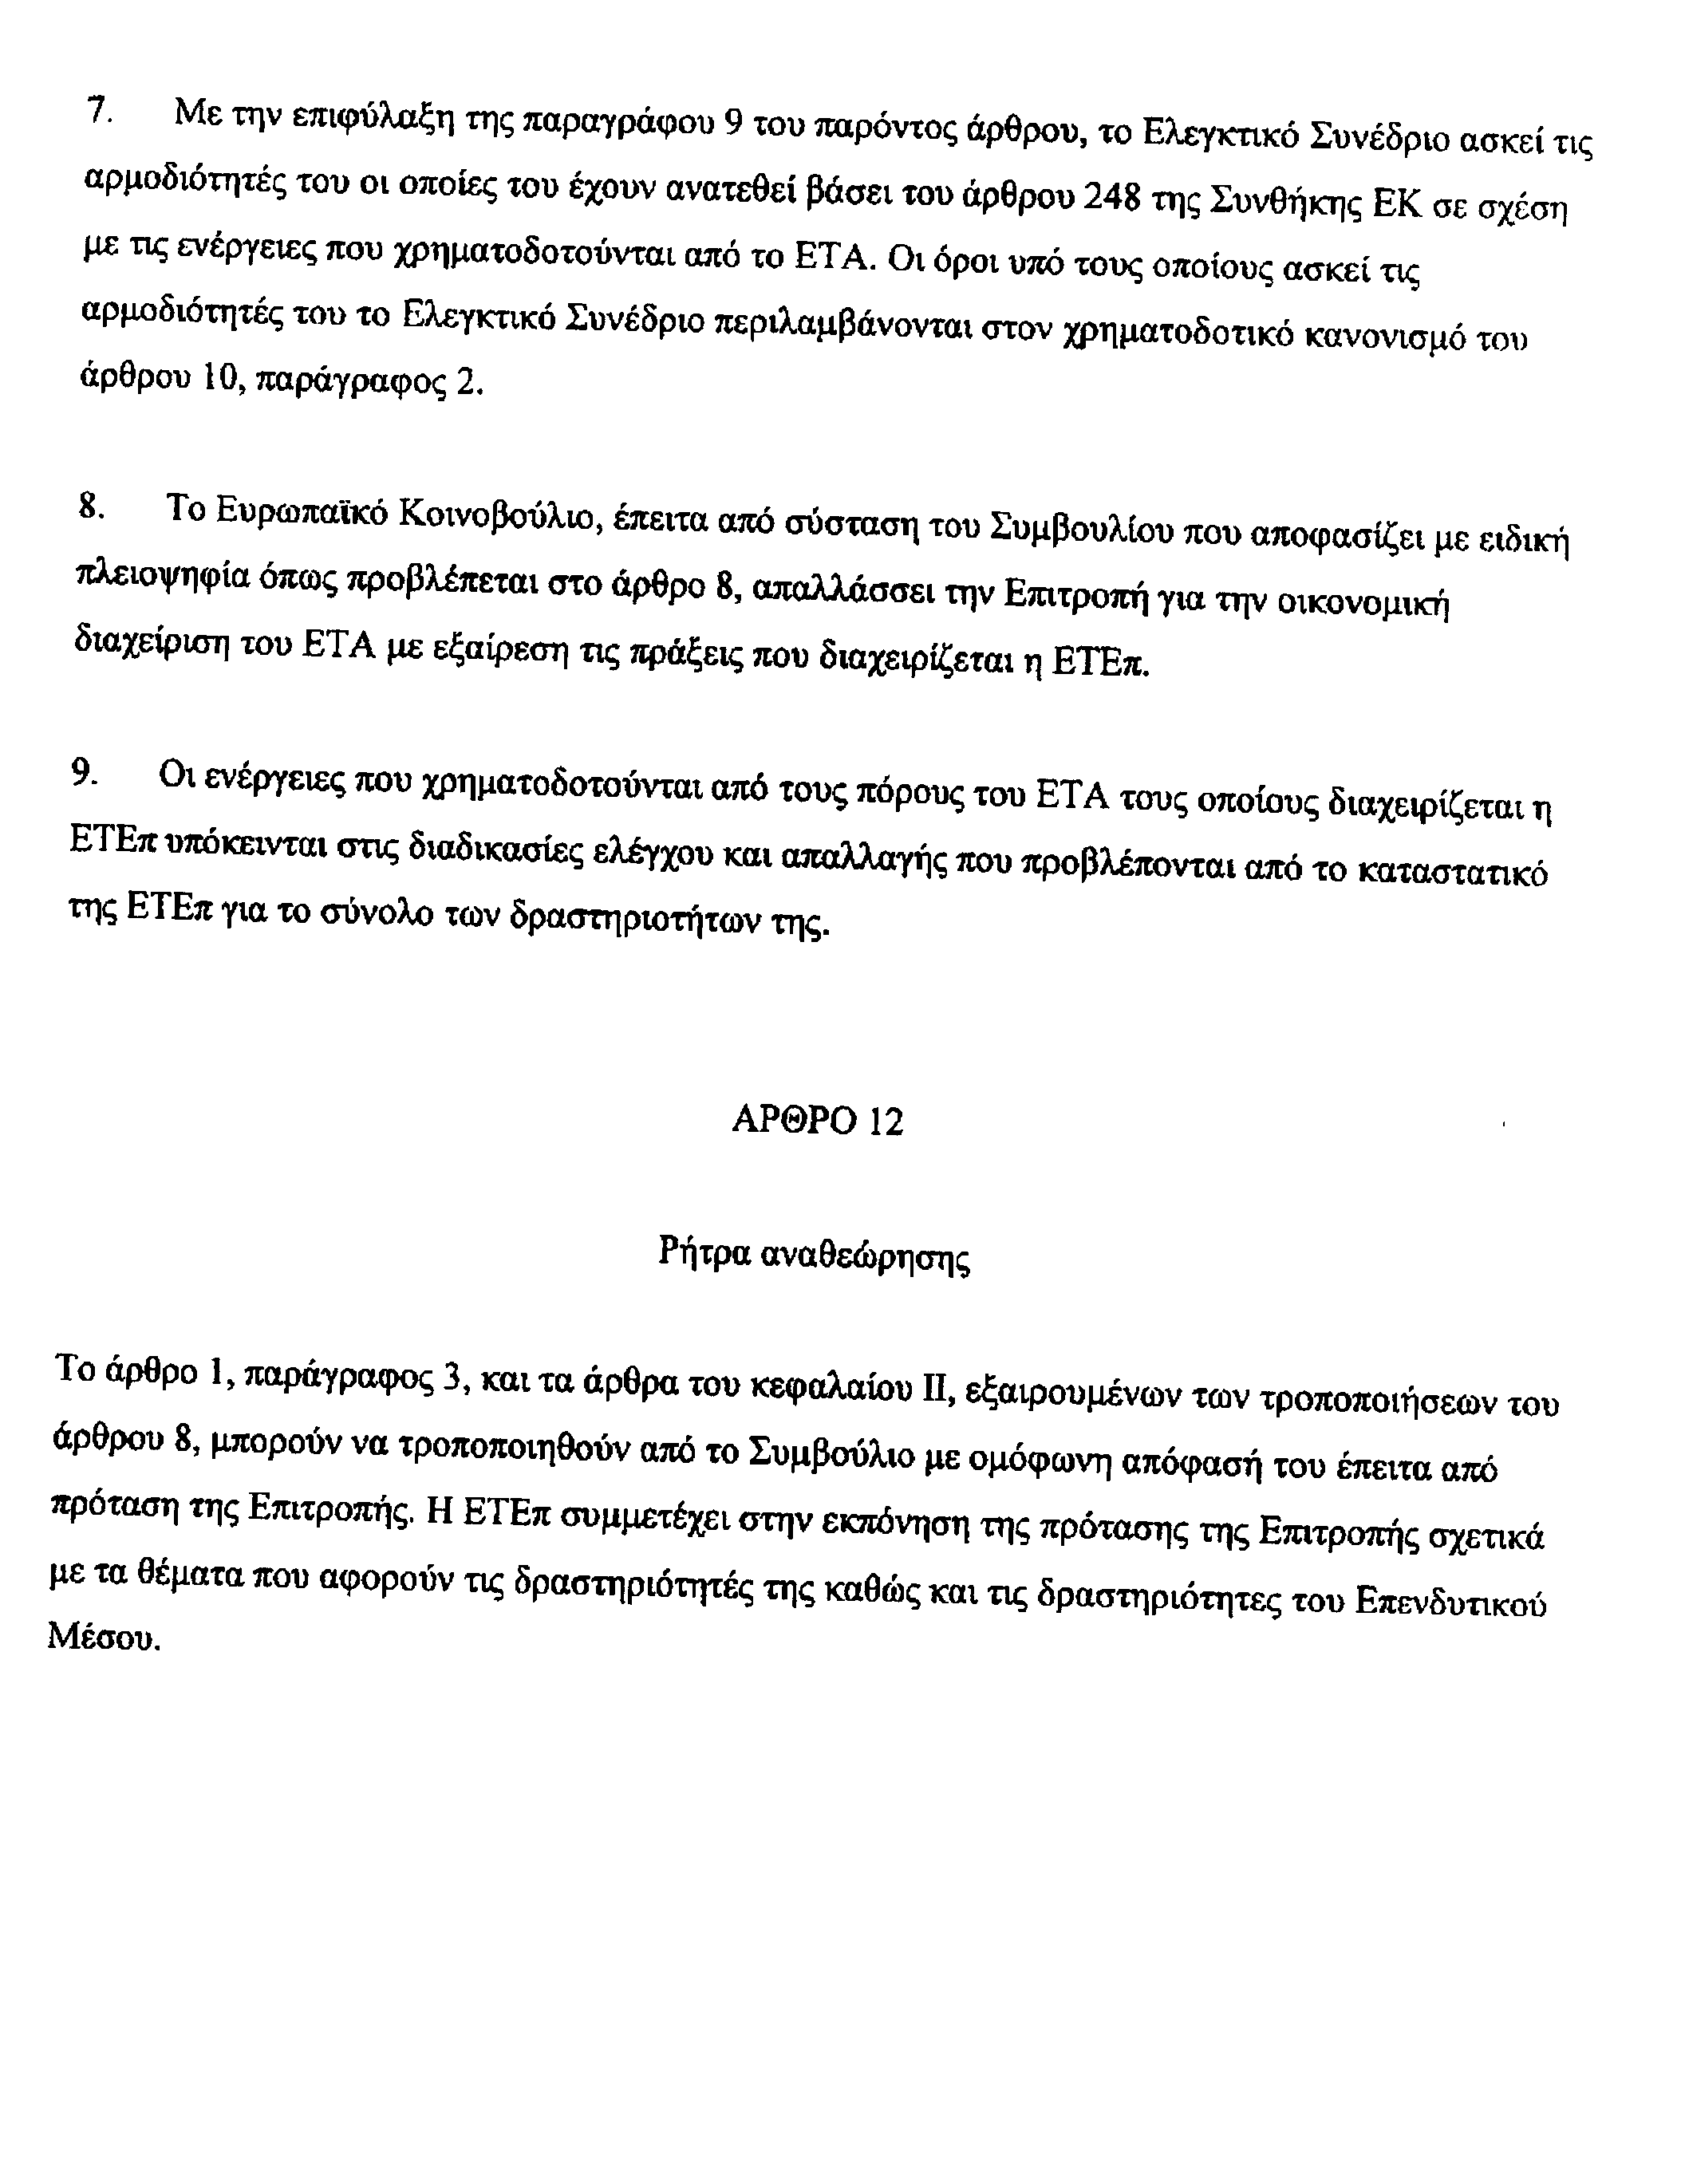 7. Με την επιφύλαξη της παραγράφου 9 του παρόντος άρθρου, το Ελεγκτικό Συνέδριο ασκεί τις
αρμοδιότητές του οι οποίες του έχουν ανατεθεί βάσει του άρθρου 248 της Συνθήκης ΕΚ σε σχέση
με τις ενέργειες που χρηματοδοτούνται από το ΕΤΑ. Οι όροι υπό τους οποίους ασκεί τις
αρμοδιότητές του το Ελεγκτικό Συνέδριο περιλαμβάνονται στον χρηματοδοτικό κανονισμό του
άρθρου 10, παράγραφος 2.
8. Το Ευρωπαϊκό Κοινοβούλιο, έπειτα από σύσταση του Συμβουλίου που αποφασίζει με ειδική
πλειοψηφία όπως προβλέπεται στο άρθρο 8, απαλλάσσει την Επιτροπή για την οικονομική
διαχείριση του ΕΤΑ με εξαίρεση τις πράξεις που διαχειρίζεται η ΕΤΕπ.
9. Οι ενέργειες που χρηματοδοτούνται από τους πόρους του ΕΤΑ τους οποίους διαχειρίζεται η
ΕΤΕπ υπόκεινται στις διαδικασίες ελέγχου και απαλλαγής που προβλέπονται από το καταστατικό
της ΕΤΕπ για το σύνολο των δραστηριοτήτων της.
ΑΡΘΡΟ 12
Ρήτρα αναθεώρησης
Το άρθρο 1, παράγραφος 3, και τα άρθρα του κεφαλαίου ΙΙ, εξαιρουμένων των τροποποιήσεων του
άρθρου 8, μπορούν να τροποποιηθούν από το Συμβούλιο με ομόφωνη απόφασή του έπειτα από
πρόταση της Επιτροπής. Η ΕΤΕπ συμμετέχει στην εκπόνηση της πρότασης της Επιτροπής σχετικά
με τα θέματα που αφορούν τις δραστηριότητές της καθώς και τις δραστηριότητες του Επενδυτικού
Μέσου.